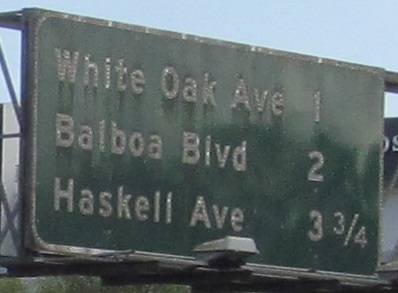 White Oak Ave 1
Balboa Blvd 2
Haskell Ave 3 3/4